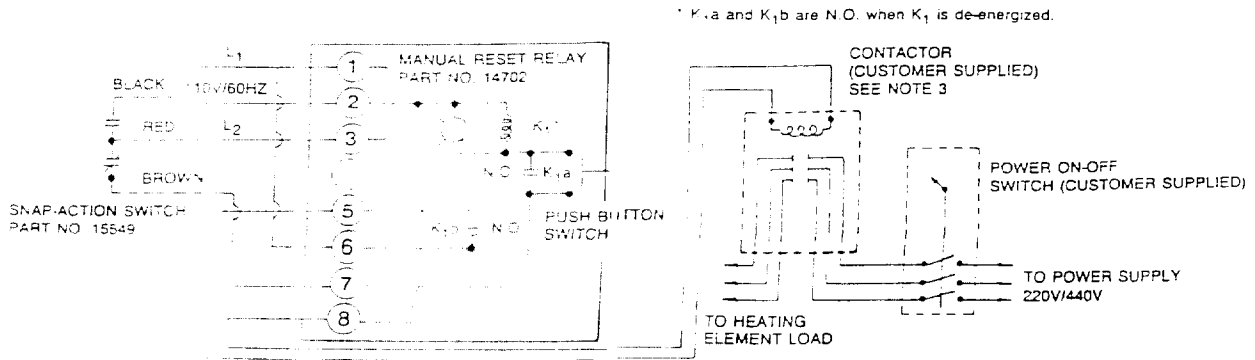 * K₁a and K₁b are N.O. when K₁ is de-energized.
L₁
1
MANUAL RESET RELAY
PART NO. 14702
CONTACTOR
(CUSTOMER SUPPLIED)
SEE NOTE 3
BLACK
110V/60HZ
2
RED
L₂
3
K₁*
N.O.
K₁a
BROWN
POWER ON-OFF
SWITCH (CUSTOMER SUPPLIED)
SNAP-ACTION SWITCH
PART NO. 15549
5
PUSH BUTTON
SWITCH
K₁b
N.O.
6
7
8
TO POWER SUPPLY
220V/440V
TO HEATING
ELEMENT LOAD